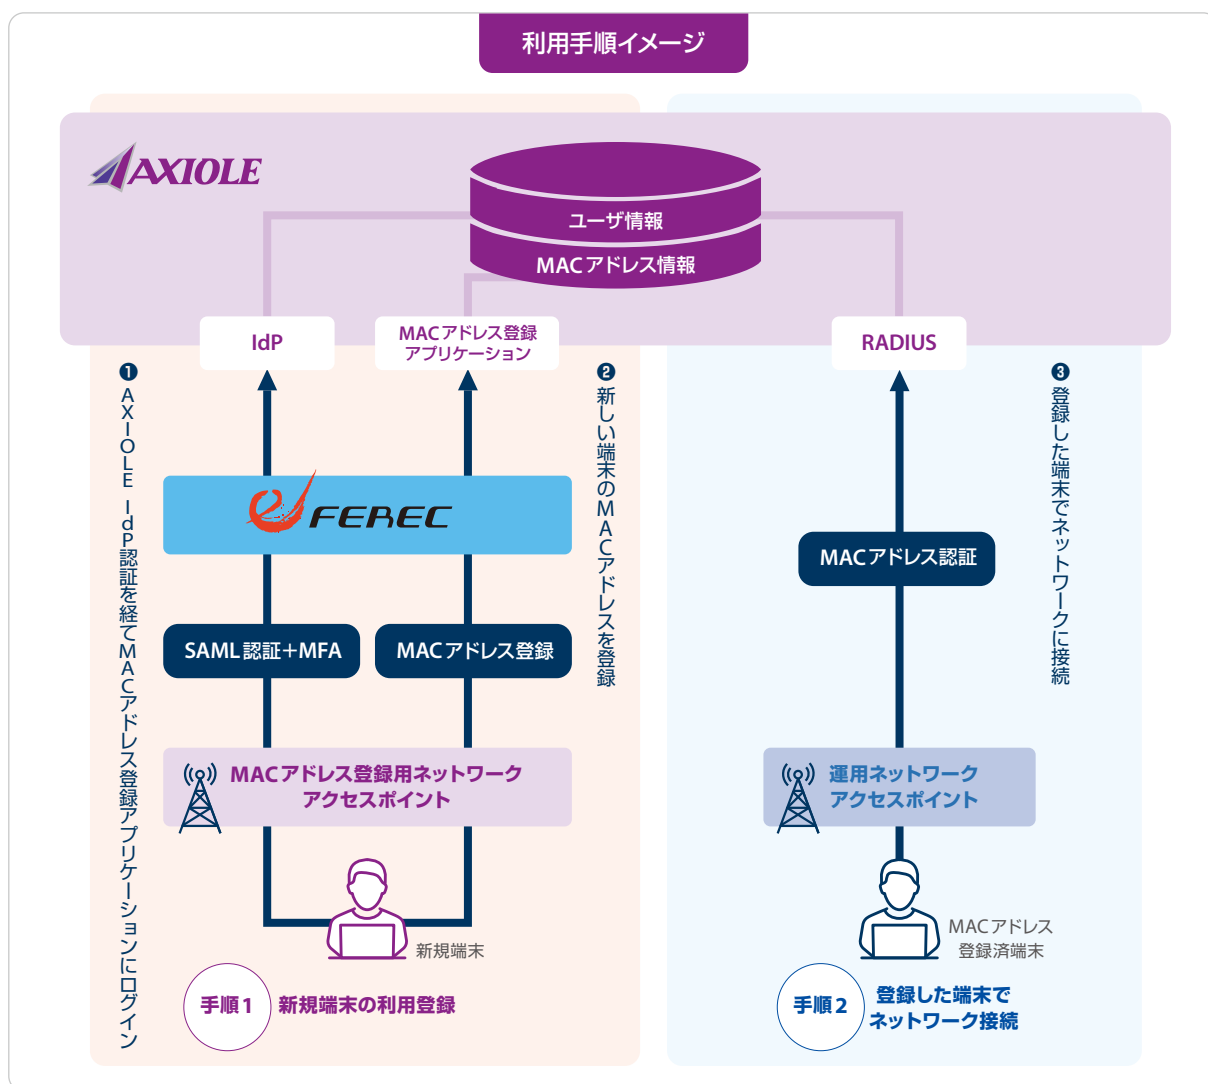 利用手順イメージ
AXIOLE
ユーザ情報
MACアドレス情報
IdP
MACアドレス登録
アプリケーション
RADIUS
❶AXIOLE IdP認証を経てMACアドレス登録アプリケーションにログイン
❷新しい端末のMACアドレスを登録
❸登録した端末でネットワークに接続
FEREC
MACアドレス認証
SAML認証+MFA
MACアドレス登録
MACアドレス登録用ネットワーク
アクセスポイント
運用ネットワーク
アクセスポイント
新規端末
MACアドレス
登録済端末
手順1
新規端末の利用登録
手順2
登録した端末で
ネットワーク接続